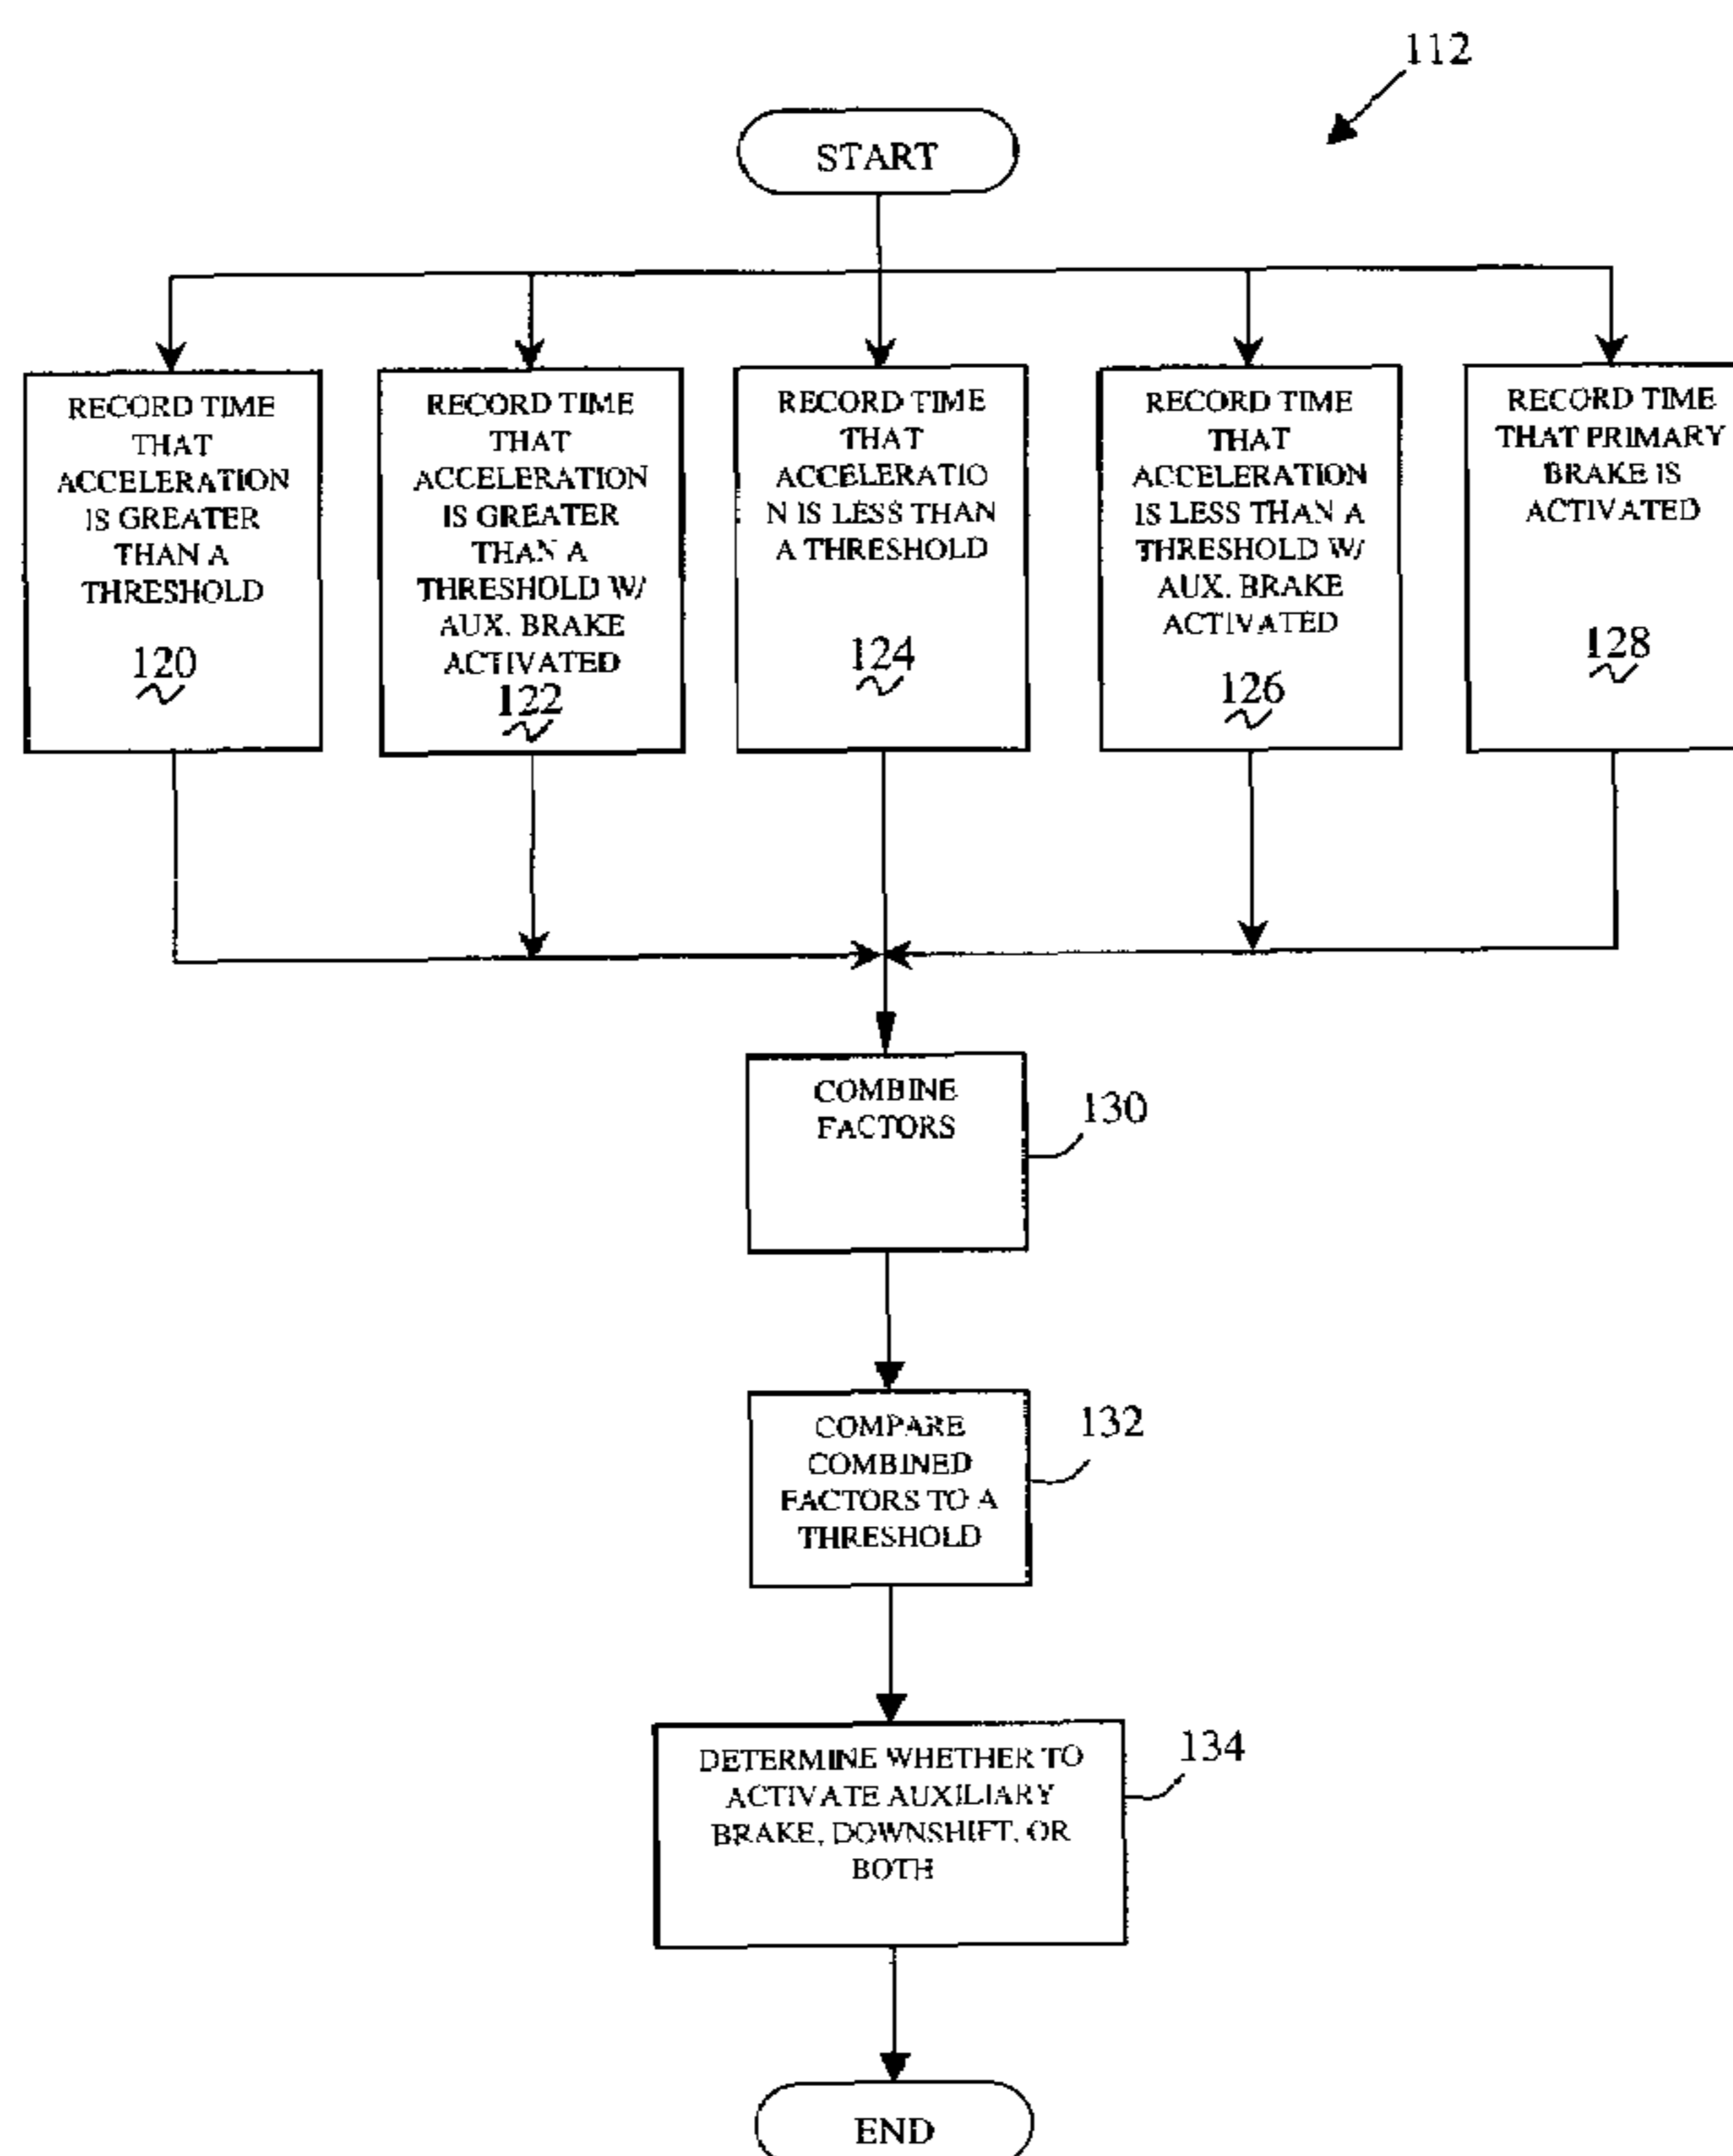 112
START
RECORD TIME
THAT
ACCELERATION
IS GREATER
THAN A
THRESHOLD
120
RECORD TIME
THAT
ACCELERATION
IS GREATER
THAN A
THRESHOLD W/
AUX. BRAKE
ACTIVATED
122
RECORD TIME
THAT
ACCELERATIO
N IS LESS THAN
A THRESHOLD
124
RECORD TIME
THAT
ACCELERATION
IS LESS THAN A
THRESHOLD W/
AUX. BRAKE
ACTIVATED
126
RECORD TIME
THAT PRIMARY
BRAKE IS
ACTIVATED
128
COMBINE
FACTORS
130
COMPARE
COMBINED
FACTORS TO A
THRESHOLD
132
DETERMINE WHETHER TO
ACTIVATE AUXILIARY
BRAKE, DOWNSHIFT, OR
BOTH
134
END